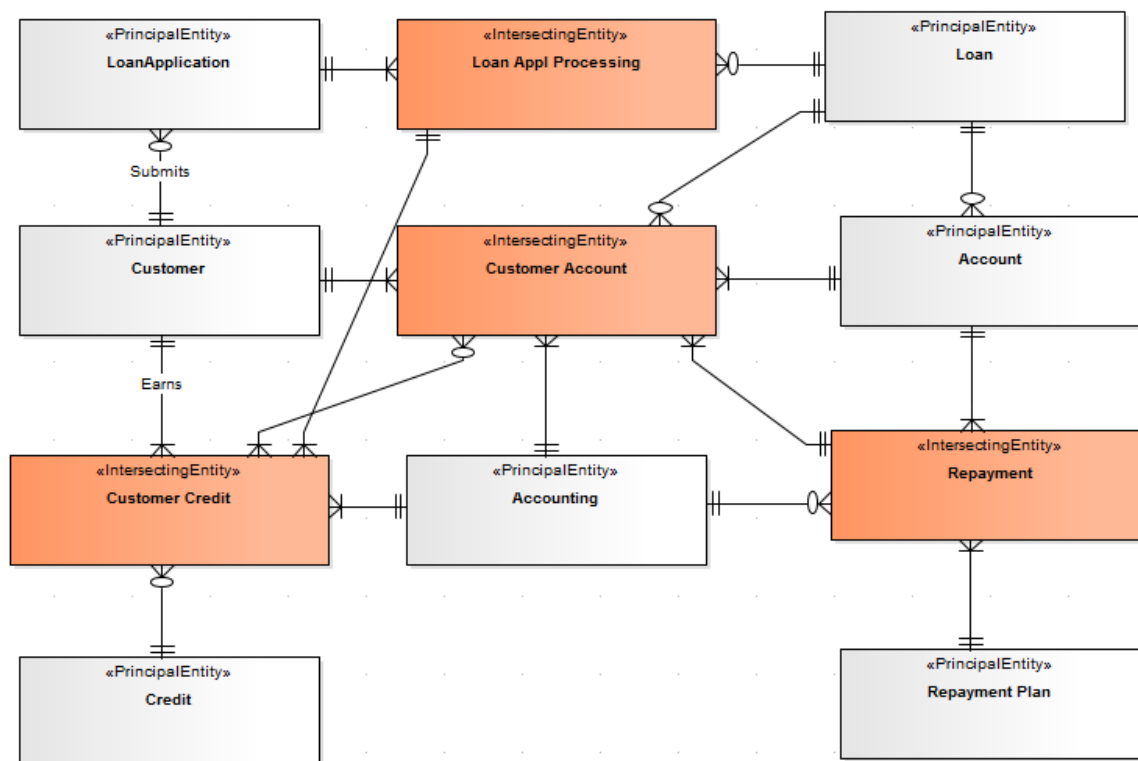 «PrincipalEntity»
LoanApplication
«IntersectingEntity»
Loan Appl Processing
«PrincipalEntity»
Loan
Submits
«PrincipalEntity»
Customer
«IntersectingEntity»
Customer Account
«PrincipalEntity»
Account
Earns
«IntersectingEntity»
Customer Credit
«PrincipalEntity»
Accounting
«IntersectingEntity»
Repayment
«PrincipalEntity»
Credit
«PrincipalEntity»
Repayment Plan